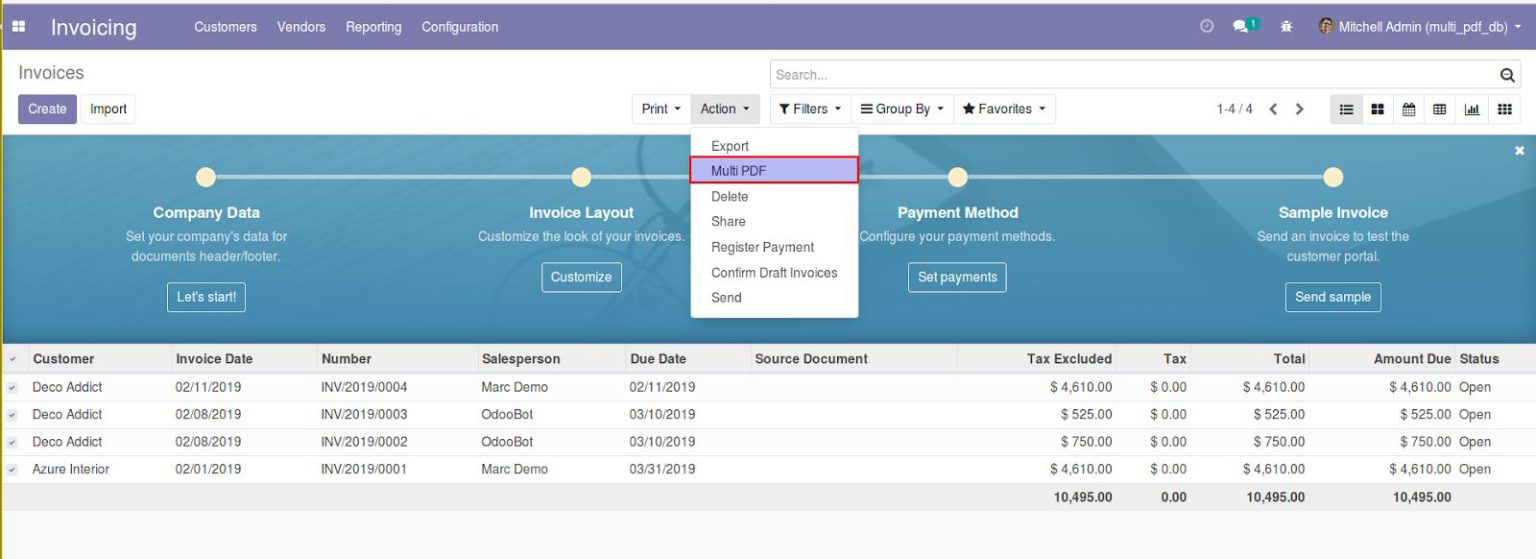 Invoicing Customers Vendors Reporting Configuration 1 Mitchell Admin (multi_pdf_db)
Invoices Search...
Create Import Print Action Filters Group By Favorites 1-4 / 4
Export
Multi PDF
Delete
Share
Register Payment
Confirm Draft Invoices
Send
Company Data
Set your company's data for
documents header/footer.
Let's start!
Invoice Layout
Customize the look of your invoices.
Customize
Payment Method
Configure your payment methods.
Set payments
Sample Invoice
Send an invoice to test the
customer portal.
Send sample
Customer Invoice Date Number Salesperson Due Date Source Document Tax Excluded Tax Total Amount Due Status
Deco Addict 02/11/2019 INV/2019/0004 Marc Demo 02/11/2019 $ 4,610.00 $ 0.00 $ 4,610.00 $ 4,610.00 Open
Deco Addict 02/08/2019 INV/2019/0003 OdooBot 03/10/2019 $ 525.00 $ 0.00 $ 525.00 $ 525.00 Open
Deco Addict 02/08/2019 INV/2019/0002 OdooBot 03/10/2019 $ 750.00 $ 0.00 $ 750.00 $ 750.00 Open
Azure Interior 02/01/2019 INV/2019/0001 Marc Demo 03/31/2019 $ 4,610.00 $ 0.00 $ 4,610.00 $ 4,610.00 Open
10,495.00 0.00 10,495.00 10,495.00